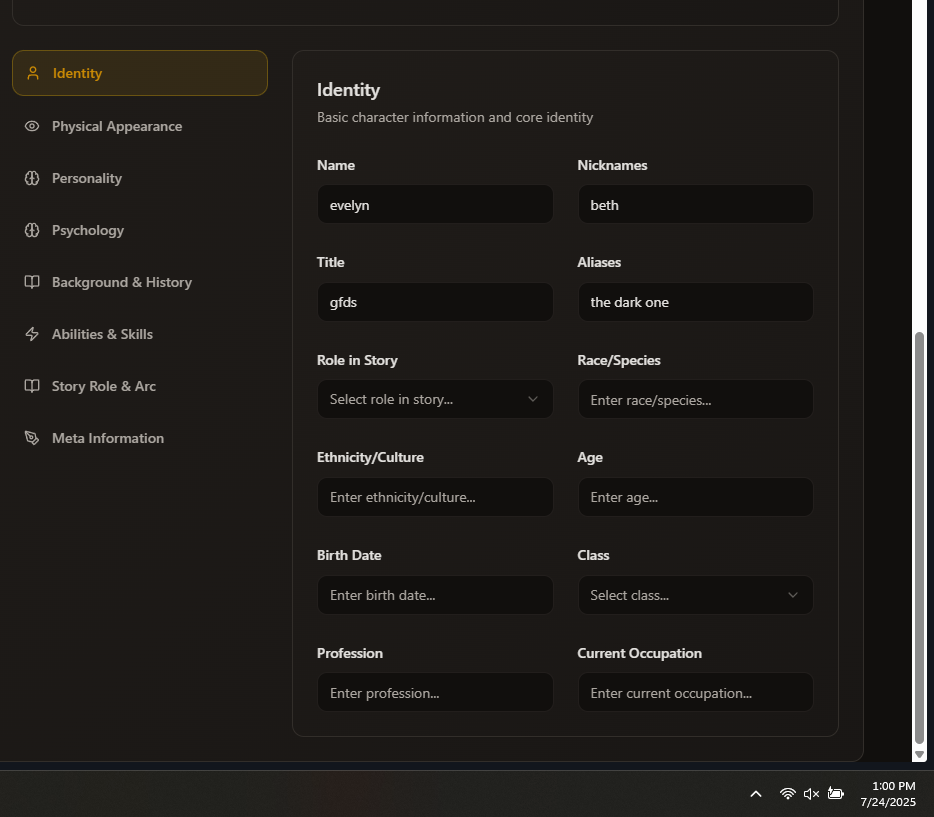 Identity
Physical Appearance
Personality
Psychology
Background & History
Abilities & Skills
Story Role & Arc
Meta Information
Identity
Basic character information and core identity
Name
Nicknames
evelyn
beth
Title
Aliases
gfds
the dark one
Role in Story
Race/Species
Select role in story...
Enter race/species...
Ethnicity/Culture
Age
Enter ethnicity/culture...
Enter age...
Birth Date
Class
Enter birth date...
Select class...
Profession
Current Occupation
Enter profession...
Enter current occupation...
1:00 PM
7/24/2025